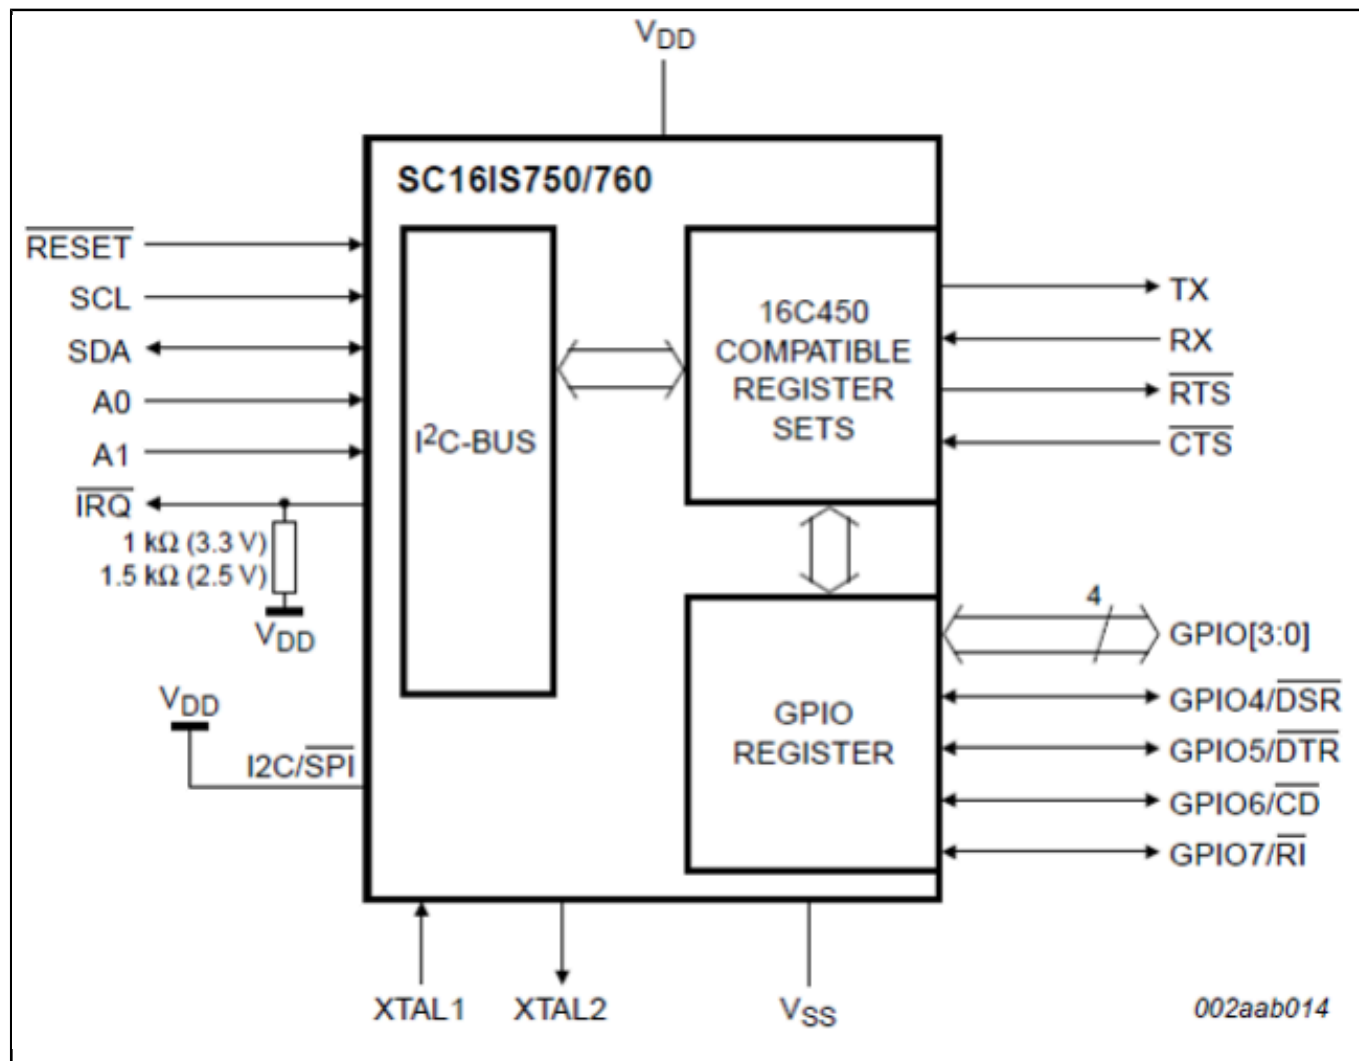 VDD
SC16IS750/760
RESET
SCL
SDA
A0
A1
IRQ
1 kΩ (3.3 V)
1.5 kΩ (2.5 V)
VDD
VDD
I2C/SPI
I²C-BUS
16C450
COMPATIBLE
REGISTER
SETS
GPIO
REGISTER
TX
RX
RTS
CTS
4
GPIO[3:0]
GPIO4/DSR
GPIO5/DTR
GPIO6/CD
GPIO7/RI
XTAL1
XTAL2
VSS
002aab014